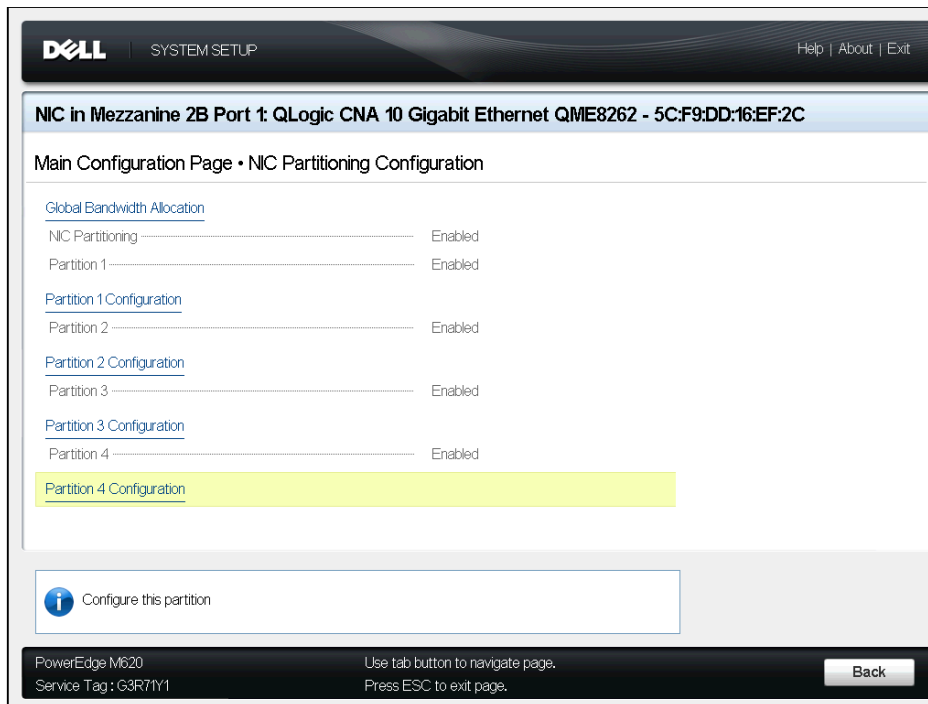 DELL SYSTEM SETUP Help | About | Exit
NIC in Mezzanine 2B Port 1: QLogic CNA 10 Gigabit Ethernet QME8262 - 5C:F9:DD:16:EF:2C
Main Configuration Page • NIC Partitioning Configuration
Global Bandwidth Allocation
NIC Partitioning Enabled
Partition 1 Enabled
Partition 1 Configuration
Partition 2 Enabled
Partition 2 Configuration
Partition 3 Enabled
Partition 3 Configuration
Partition 4 Enabled
Partition 4 Configuration
Configure this partition
PowerEdge M620 Use tab button to navigate page.
Service Tag : G3R71Y1 Press ESC to exit page.
Back